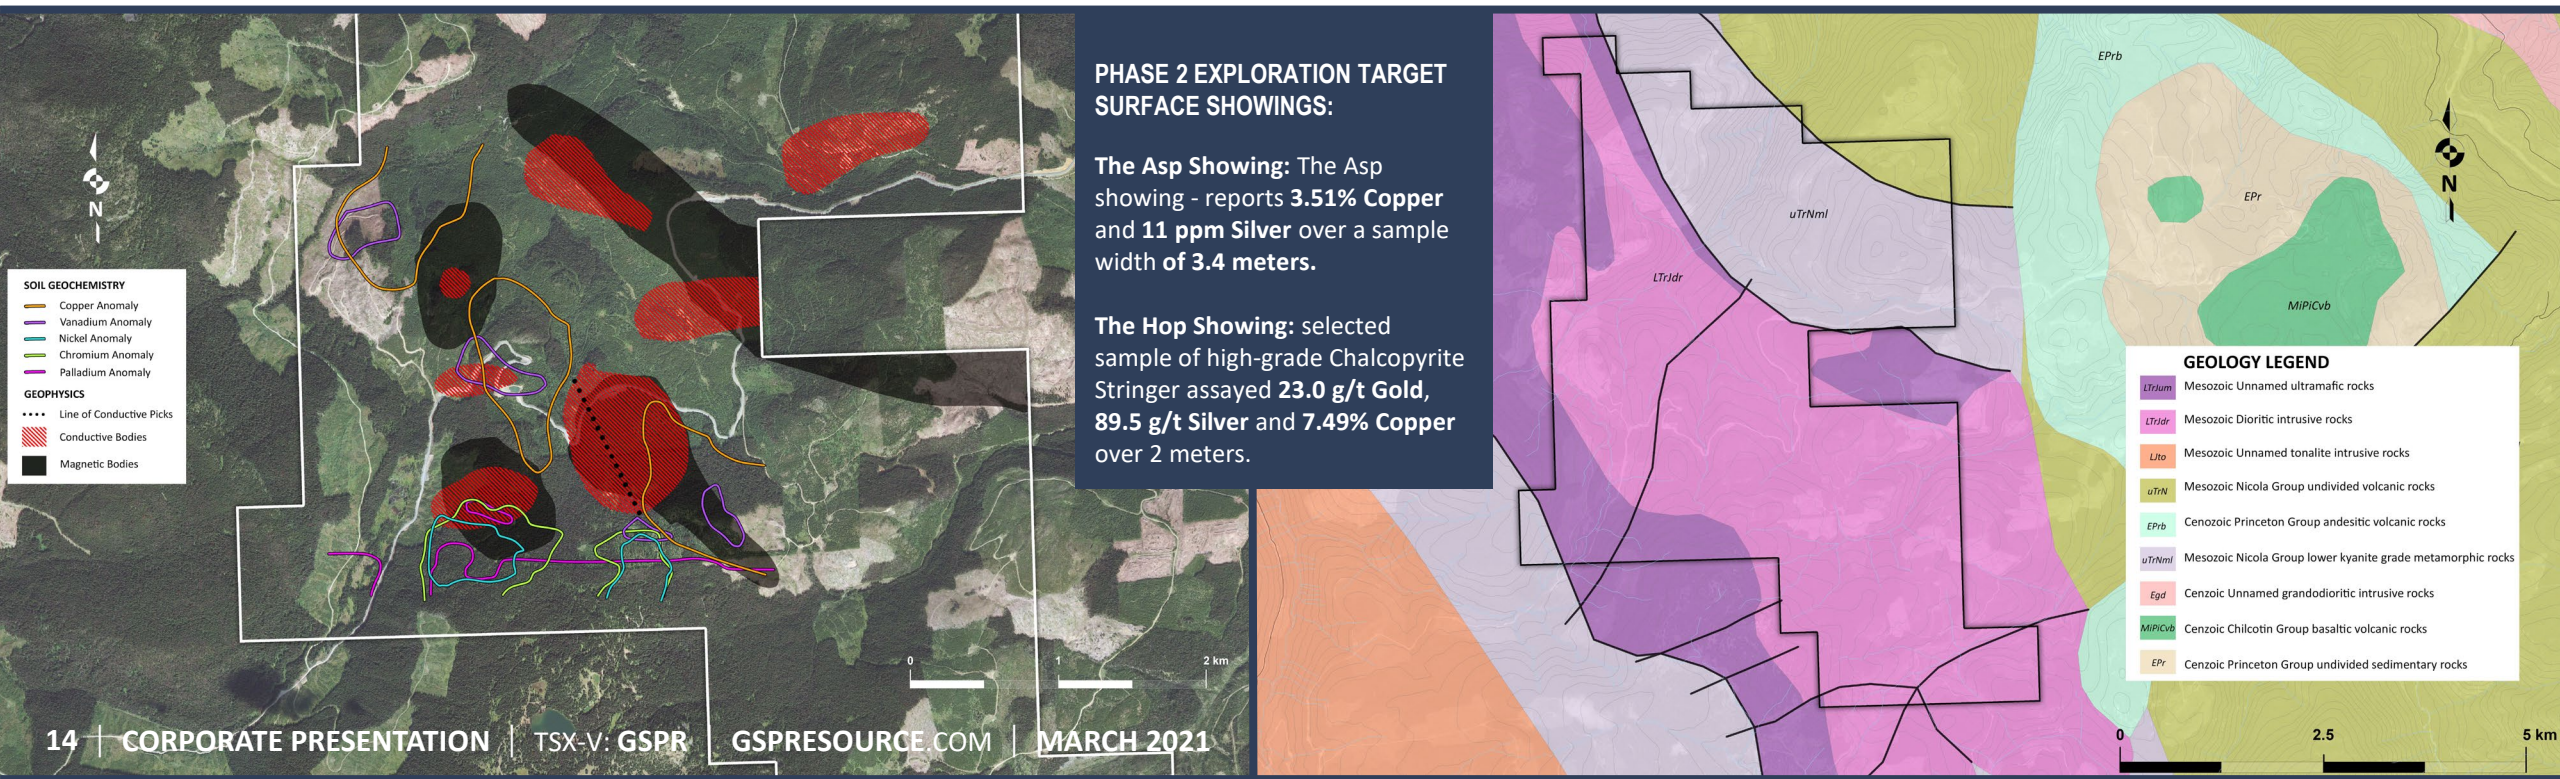 N
SOIL GEOCHEMISTRY
Copper Anomaly
Vanadium Anomaly
Nickel Anomaly
Chromium Anomaly
Palladium Anomaly
GEOPHYSICS
Line of Conductive Picks
Conductive Bodies
Magnetic Bodies
0 1 2 km
14 | CORPORATE PRESENTATION | TSX-V: GSPR | GSPRESOURCE.COM | MARCH 2021
PHASE 2 EXPLORATION TARGET
SURFACE SHOWINGS:
The Asp Showing: The Asp
showing - reports 3.51% Copper
and 11 ppm Silver over a sample
width of 3.4 meters.
The Hop Showing: selected
sample of high-grade Chalcopyrite
Stringer assayed 23.0 g/t Gold,
89.5 g/t Silver and 7.49% Copper
over 2 meters.
EPrb
EPr
uTrNml
LTrJdr
MiPiCvb
N
GEOLOGY LEGEND
LTrJum Mesozoic Unnamed ultramafic rocks
LTrJdr Mesozoic Dioritic intrusive rocks
LJto Mesozoic Unnamed tonalite intrusive rocks
uTrN Mesozoic Nicola Group undivided volcanic rocks
EPrb Cenozoic Princeton Group andesitic volcanic rocks
uTrNml Mesozoic Nicola Group lower kyanite grade metamorphic rocks
Egd Cenzoic Unnamed grandodioritic intrusive rocks
MiPiCvb Cenzoic Chilcotin Group basaltic volcanic rocks
EPr Cenzoic Princeton Group undivided sedimentary rocks
0 2.5 5 km